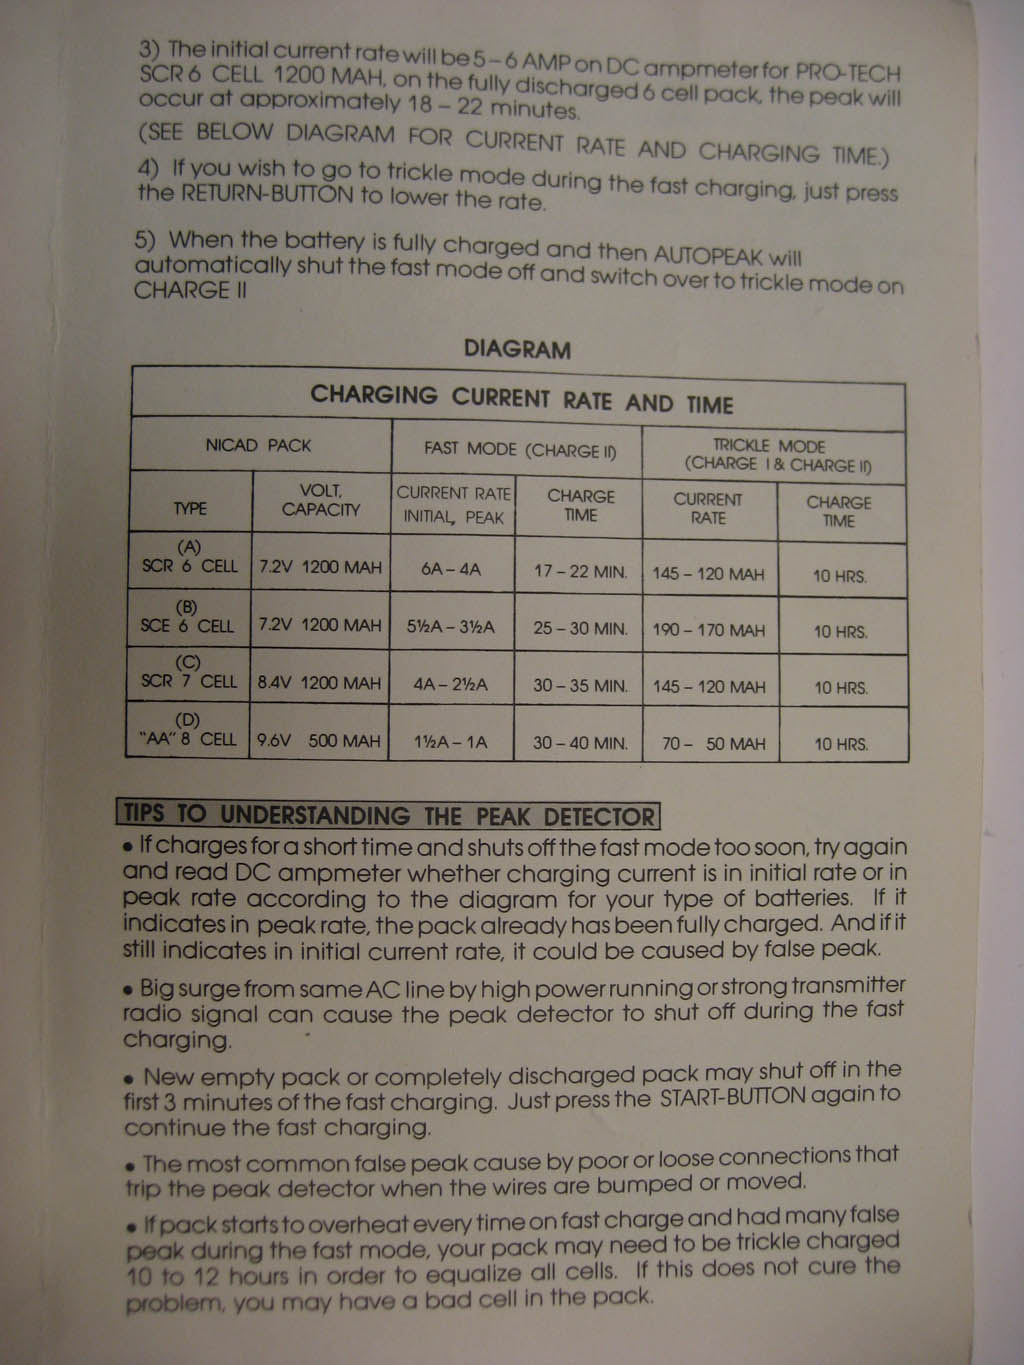 3) The initial current rate will be 5 – 6 AMP on DC ampmeter for PRO-TECH
SCR 6 CELL 1200 MAH, on the fully discharged 6 cell pack, the peak will
occur at approximately 18 – 22 minutes.
(SEE BELOW DIAGRAM FOR CURRENT RATE AND CHARGING TIME.)
4) If you wish to go to trickle mode during the fast charging, just press
the RETURN-BUTTON to lower the rate.
5) When the battery is fully charged and then AUTOPEAK will
automatically shut the fast mode off and switch over to trickle mode on
CHARGE II
DIAGRAM
CHARGING CURRENT RATE AND TIME
NICAD PACK FAST MODE (CHARGE II) TRICKLE MODE
(CHARGE I & CHARGE II)
TYPE VOLT, CAPACITY CURRENT RATE INITIAL, PEAK CHARGE TIME CURRENT RATE CHARGE TIME
(A)
SCR 6 CELL 7.2V 1200 MAH 6A – 4A 17 – 22 MIN. 145 – 120 MAH 10 HRS.
(B)
SCE 6 CELL 7.2V 1200 MAH 5½A – 3½A 25 – 30 MIN. 190 – 170 MAH 10 HRS.
(C)
SCR 7 CELL 8.4V 1200 MAH 4A – 2½A 30 – 35 MIN. 145 – 120 MAH 10 HRS.
(D)
"AA" 8 CELL 9.6V 500 MAH 1½A – 1A 30 – 40 MIN. 70 – 50 MAH 10 HRS.
TIPS TO UNDERSTANDING THE PEAK DETECTOR
• If charges for a short time and shuts off the fast mode too soon, try again
and read DC ampmeter whether charging current is in initial rate or in
peak rate according to the diagram for your type of batteries. If it
indicates in peak rate, the pack already has been fully charged. And if it
still indicates in initial current rate, it could be caused by false peak.
• Big surge from same AC line by high power running or strong transmitter
radio signal can cause the peak detector to shut off during the fast
charging.
• New empty pack or completely discharged pack may shut off in the
first 3 minutes of the fast charging. Just press the START-BUTTON again to
continue the fast charging.
• The most common false peak cause by poor or loose connections that
trip the peak detector when the wires are bumped or moved.
• If pack starts to overheat every time on fast charge and had many false
peak during the fast mode, your pack may need to be trickle charged
10 to 12 hours in order to equalize all cells. If this does not cure the
problem, you may have a bad cell in the pack.